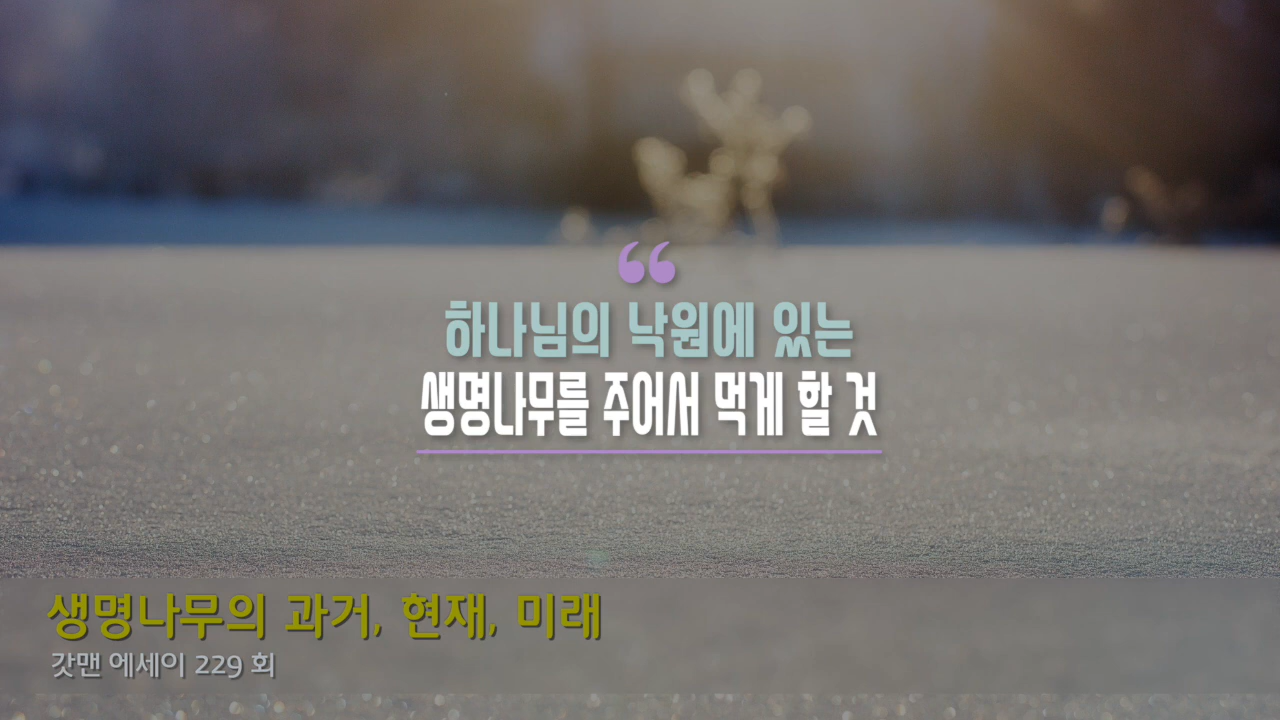 “
하나님의 낙원에 있는
생명나무를 주어서 먹게 할 것
생명나무의 과거, 현재, 미래
갓맨 에세이 229 회